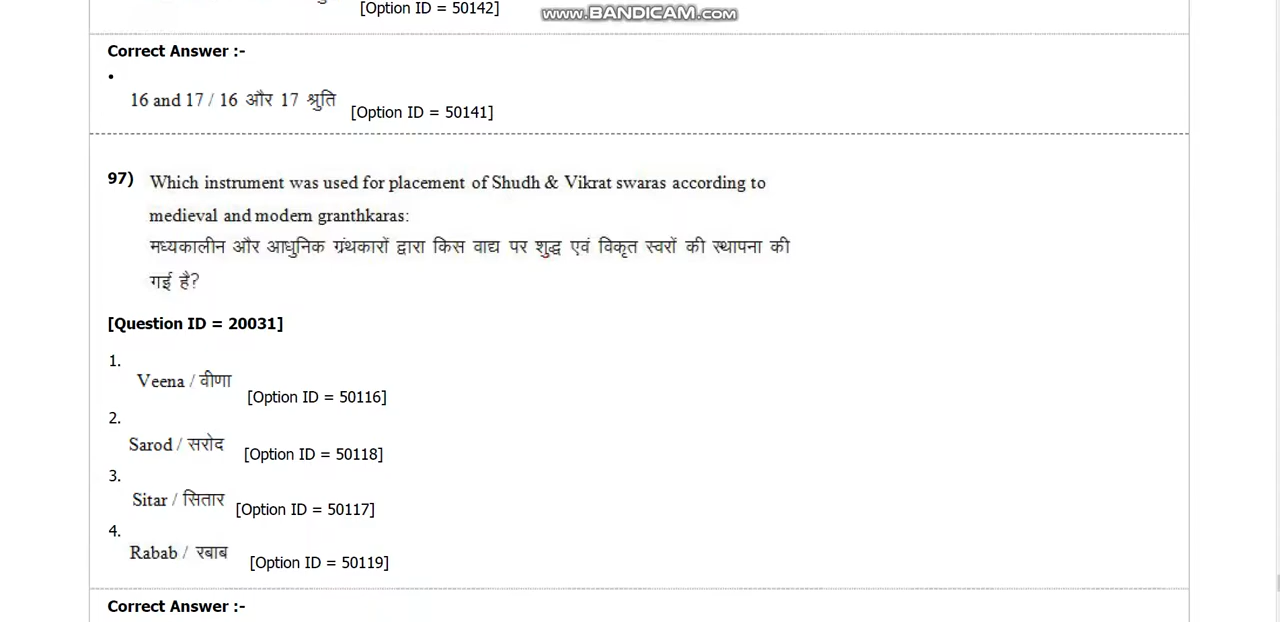 [Option ID = 50142]
www.BANDICAM.com
Correct Answer :-
•
16 and 17 / 16 और 17 श्रुति [Option ID = 50141]
97) Which instrument was used for placement of Shudh & Vikrat swaras according to
medieval and modern granthkaras:
मध्यकालीन और आधुनिक ग्रंथकारों द्वारा किस वाद्य पर शुद्ध एवं विकृत स्वरों की स्थापना की
गई है?
[Question ID = 20031]
1.
Veena / वीणा [Option ID = 50116]
2.
Sarod / सरोद [Option ID = 50118]
3.
Sitar / सितार [Option ID = 50117]
4.
Rabab / रबाब [Option ID = 50119]
Correct Answer :-